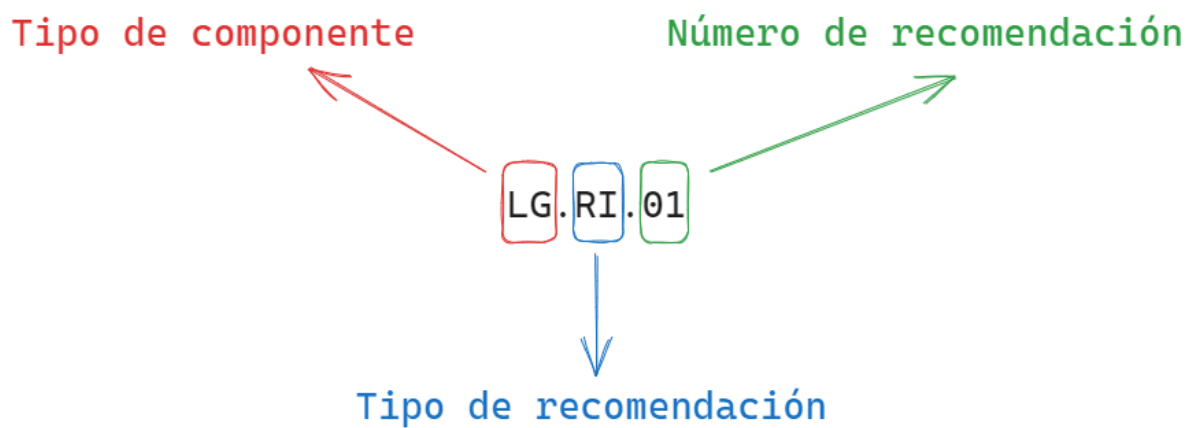 Tipo de componente
Número de recomendación
LG.RI.01
Tipo de recomendación